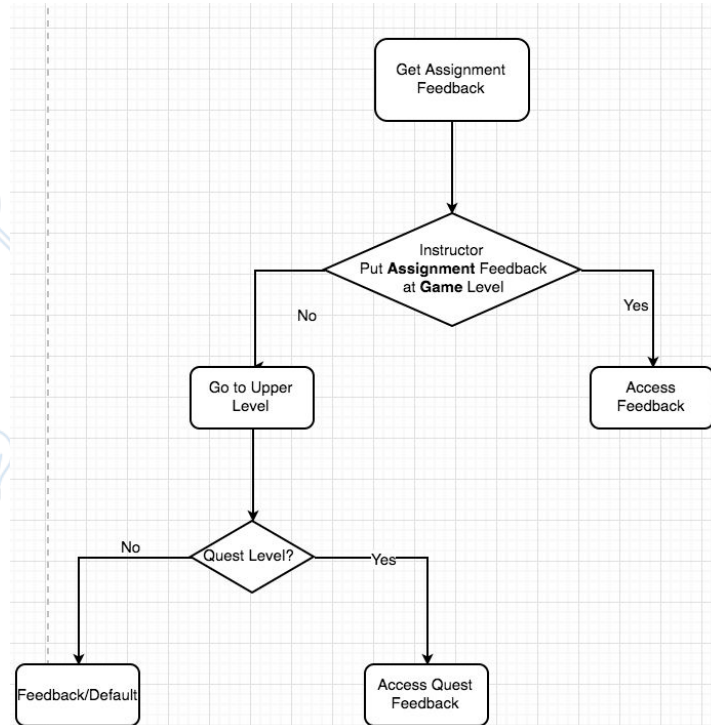 Get Assignment
Feedback
Instructor
Put Assignment Feedback
at Game Level
No
Yes
Go to Upper
Level
Access
Feedback
Quest Level?
No
Yes
Feedback/Default
Access Quest
Feedback